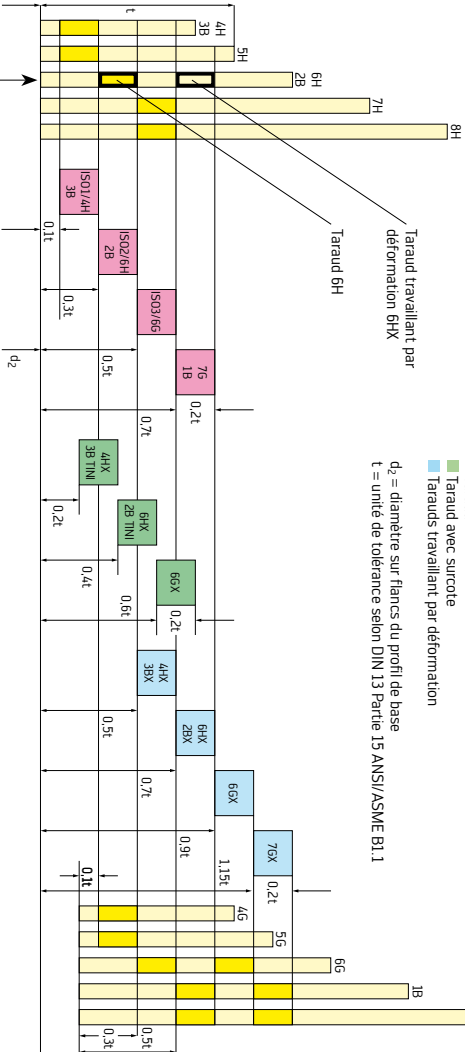 t
4H
3B
5H
6H
2B
7H
8H
Taraud travaillant par
déformation 6HX
Taraud 6H
Taraud avec surcote
Tarauds travaillant par déformation
d₂ = diamètre sur flancs du profil de base
t = unité de tolérance selon DIN 13 Partie 15 ANSI/ASME B1.1
ISO1/4H
3B
0,1t
ISO2/6H
2B
0,3t
ISO3/6G
0,5t
d₂
7G
1B
0,7t
0,2t
4HX
3B TINI
0,2t
6HX
2B TINI
0,4t
6GX
0,6t
0,2t
4HX
3BX
6HX
2BX
0,5t
6GX
0,7t
7GX
0,9t
1,15t
0,2t
0,1t
4G
5G
6G
1B
0,3t
0,5t